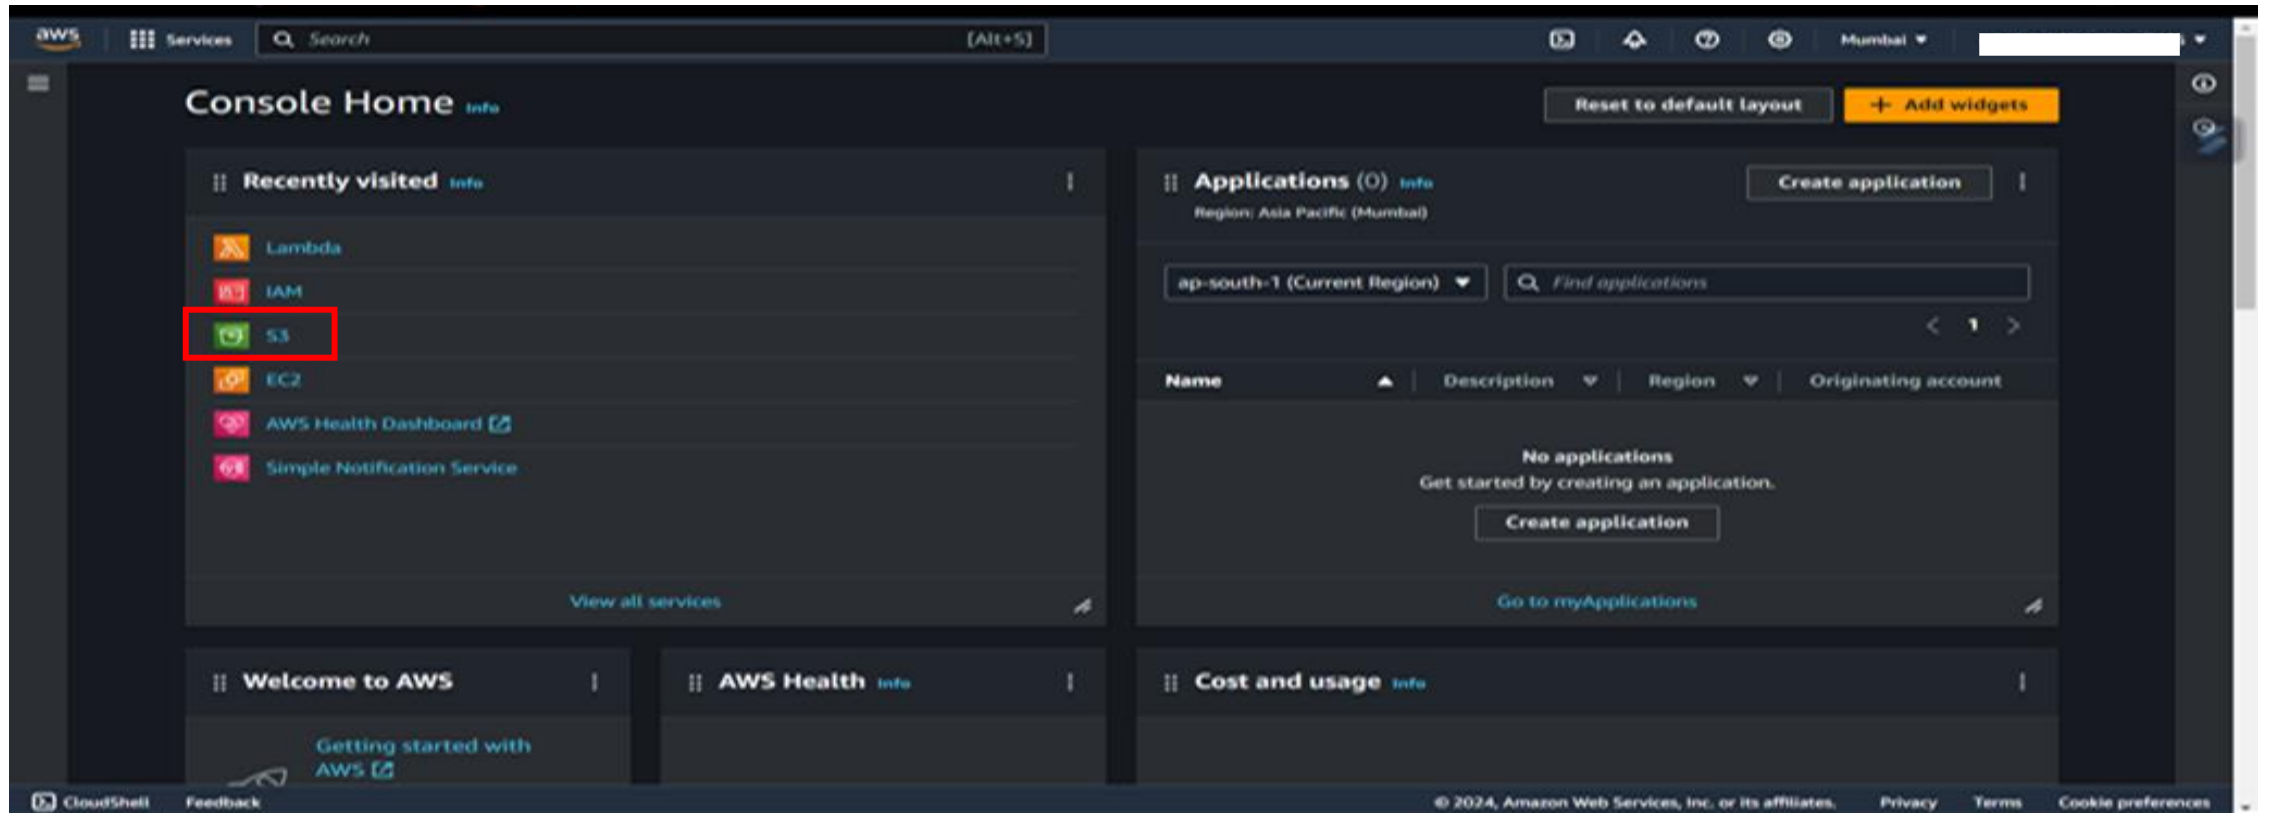 aws Services Search [Alt+S] Mumbai
Console Home Info
Reset to default layout
+ Add widgets
Recently visited Info
Lambda
IAM
S3
EC2
AWS Health Dashboard
Simple Notification Service
View all services
Applications (0) Info
Region: Asia Pacific (Mumbai)
Create application
ap-south-1 (Current Region)
Find applications
< 1 >
Name Description Region Originating account
No applications
Get started by creating an application.
Create application
Go to myApplications
Welcome to AWS
Getting started with
AWS
AWS Health Info
Cost and usage Info
CloudShell Feedback © 2024, Amazon Web Services, Inc. or its affiliates. Privacy Terms Cookie preferences